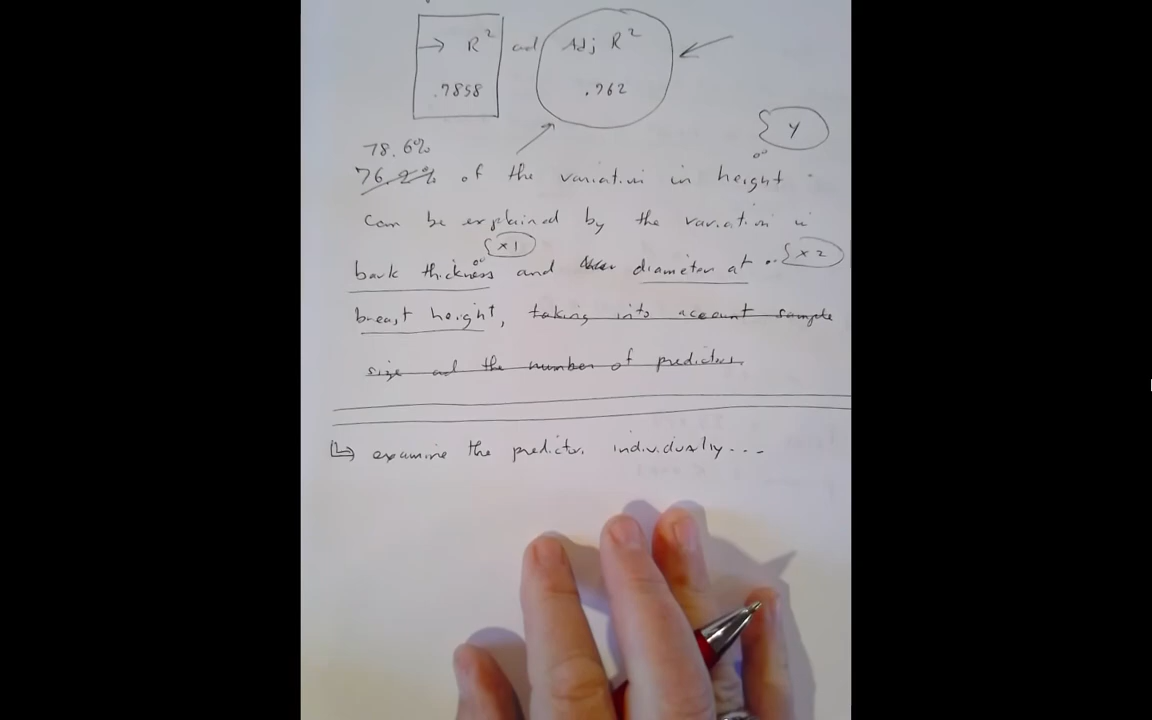 → R² and Adj R²
.7858 .762
{ y
78.6%
76.2% of the variation in height
can be explained by the variation in
{ x1
bark thickness and diameter at { x2
breast height, taking into account sample
size and the number of predictors.
↳ examine the predictors individually...